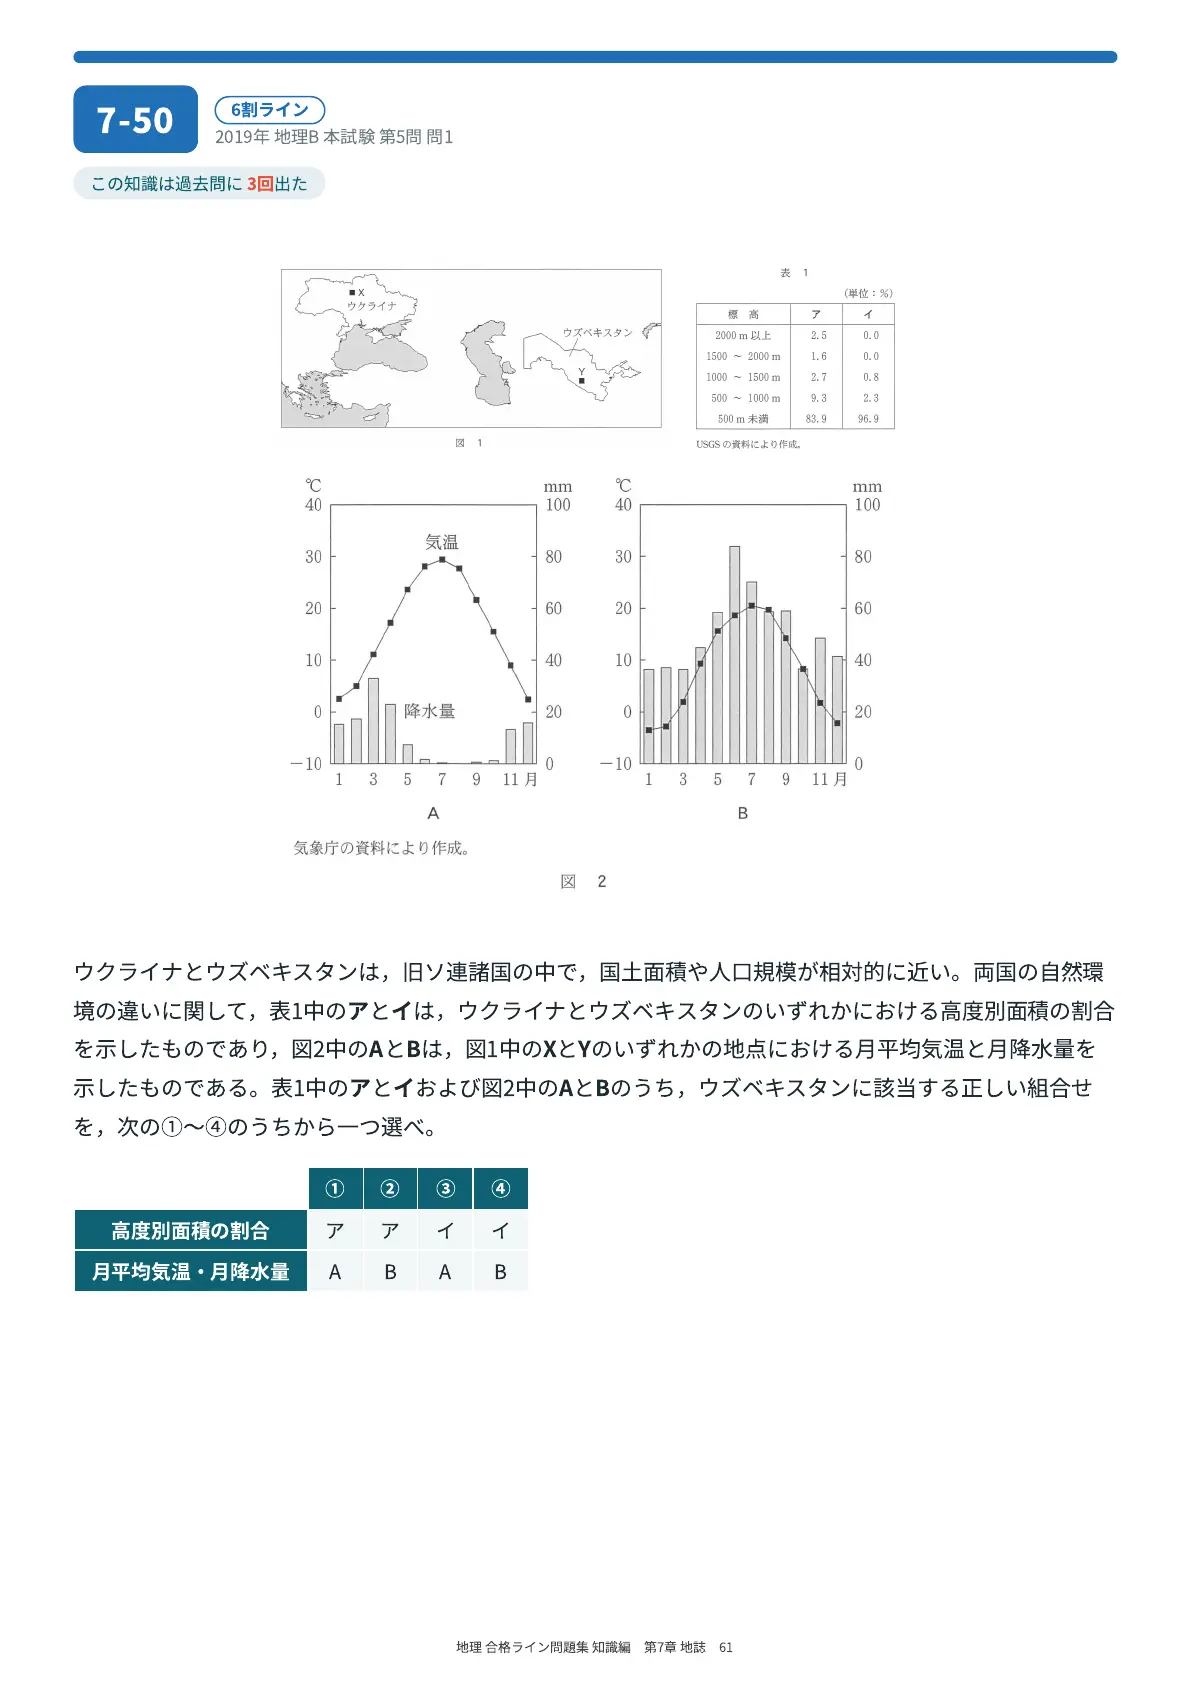 7-50
6割ライン
2019年 地理B 本試験 第5問 問1
この知識は過去問に 3回出た
X
ウクライナ
ウズベキスタン
Y
図 1
表 1
(単位：%)
標 高 ア イ
2000 m 以上 2.5 0.0
1500 ～ 2000 m 1.6 0.0
1000 ～ 1500 m 2.7 0.8
500 ～ 1000 m 9.3 2.3
500 m 未満 83.9 96.9
USGS の資料により作成。
℃ mm ℃ mm
40 100 40 100
気温
30 80 30 80
20 60 20 60
10 40 10 40
降水量
0 20 0 20
－10 0 －10 0
1 3 5 7 9 11 月 1 3 5 7 9 11 月
A B
気象庁の資料により作成。
図 2
ウクライナとウズベキスタンは，旧ソ連諸国の中で，国土面積や人口規模が相対的に近い。両国の自然環
境の違いに関して，表1中のアとイは，ウクライナとウズベキスタンのいずれかにおける高度別面積の割合
を示したものであり，図2中のAとBは，図1中のXとYのいずれかの地点における月平均気温と月降水量を
示したものである。表1中のアとイおよび図2中のAとBのうち，ウズベキスタンに該当する正しい組合せ
を，次の①～④のうちから一つ選べ。
① ② ③ ④
高度別面積の割合 ア ア イ イ
月平均気温・月降水量 A B A B
地理 合格ライン問題集 知識編 第7章 地誌 61